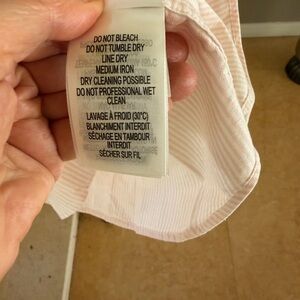 DO NOT BLEACH
DO NOT TUMBLE DRY
LINE DRY
MEDIUM IRON
DRY CLEANING POSSIBLE
DO NOT PROFESSIONAL WET
CLEAN
LAVAGE À FROID (30°C)
BLANCHIMENT INTERDIT
SÉCHAGE EN TAMBOUR
INTERDIT
SÉCHER SUR FIL